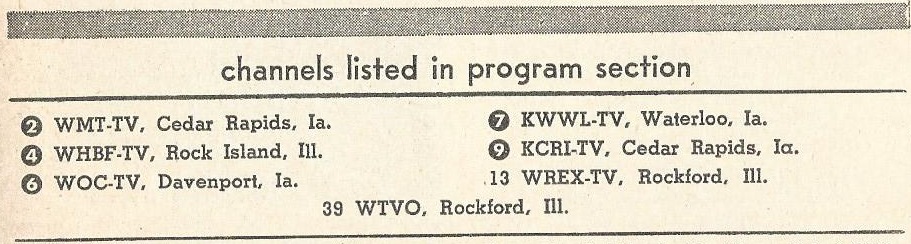 channels listed in program section
2 WMT-TV, Cedar Rapids, Ia.
4 WHBF-TV, Rock Island, Ill.
6 WOC-TV, Davenport, Ia.
7 KWWL-TV, Waterloo, Ia.
9 KCRI-TV, Cedar Rapids, Ia.
13 WREX-TV, Rockford, Ill.
39 WTVO, Rockford, Ill.